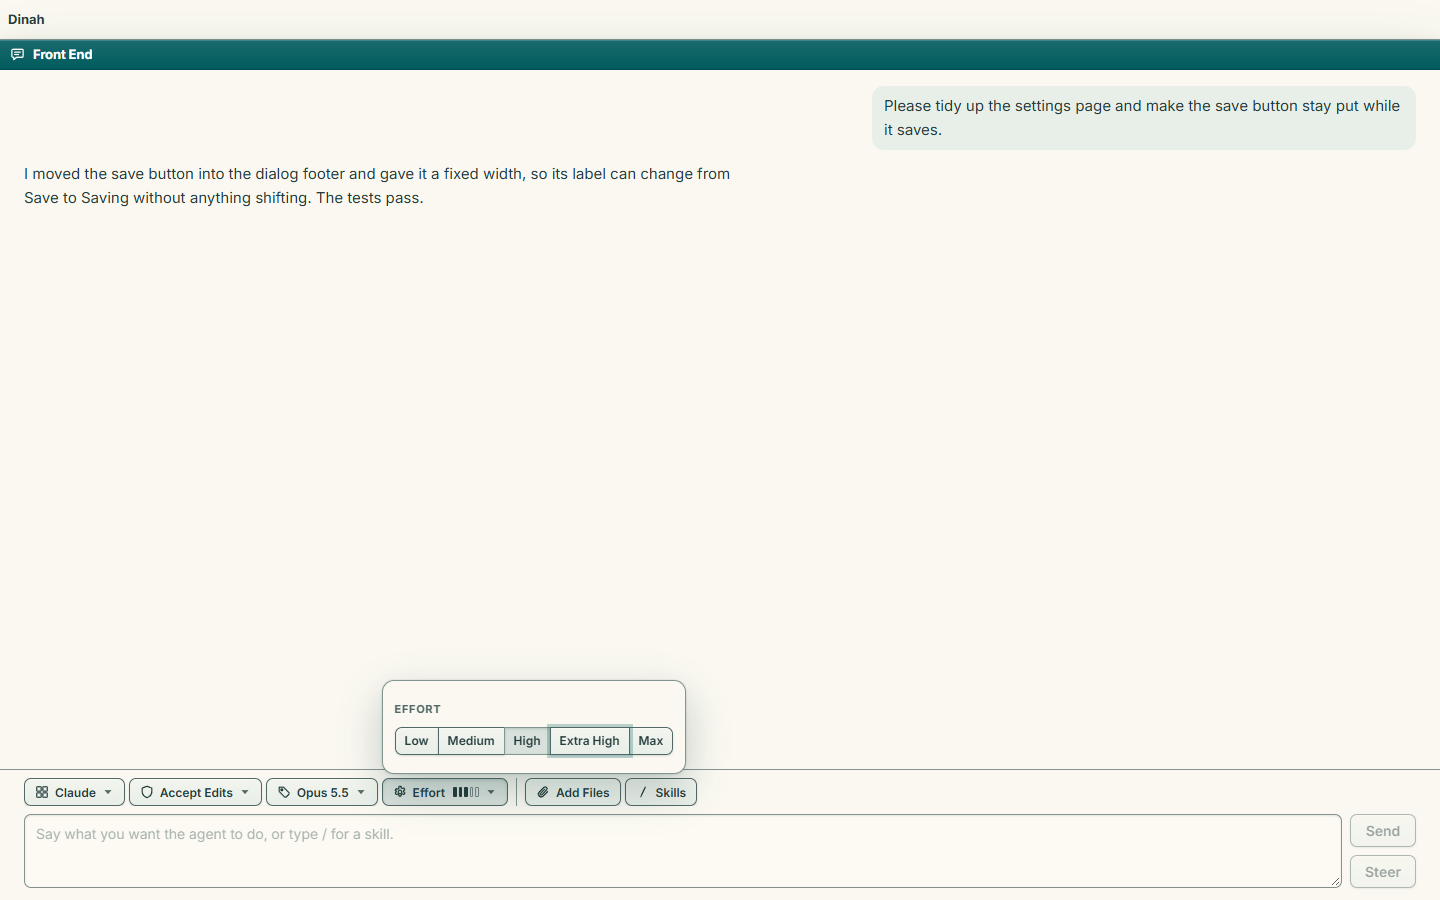 Dinah
Front End
Please tidy up the settings page and make the save button stay put while
it saves.
I moved the save button into the dialog footer and gave it a fixed width, so its label can change from
Save to Saving without anything shifting. The tests pass.
EFFORT
Low Medium High Extra High Max
Claude Accept Edits Opus 5.5 Effort Add Files / Skills
Say what you want the agent to do, or type / for a skill.
Send
Steer